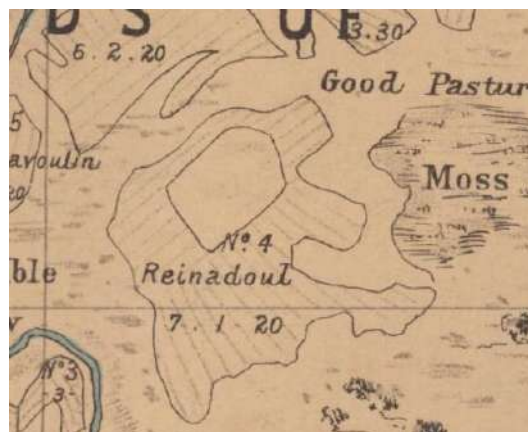 D S U E
6.2.20
3.30
Good Pastur
5
avoulin
20
Moss
No. 4
ble
Reinadoul
7.1.20
y
No 3
3